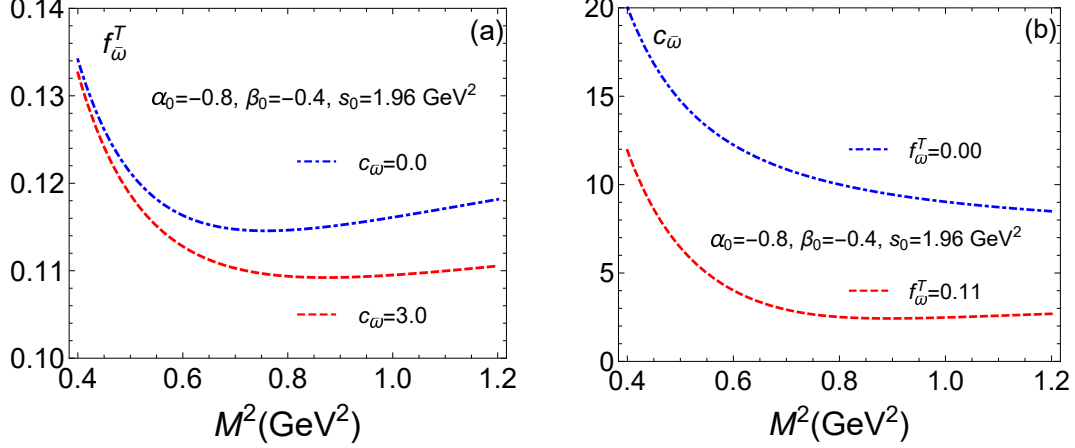 (a)
f_ω̄^T
0.14
0.13
0.12
0.11
0.10
α₀=−0.8, β₀=−0.4, s₀=1.96 GeV²
c_ω̄=0.0
c_ω̄=3.0
0.4 0.6 0.8 1.0 1.2
M²(GeV²)
(b)
c_ω̄
20
15
10
5
0
f_ω̄^T=0.00
α₀=−0.8, β₀=−0.4, s₀=1.96 GeV²
f_ω̄^T=0.11
0.4 0.6 0.8 1.0 1.2
M²(GeV²)